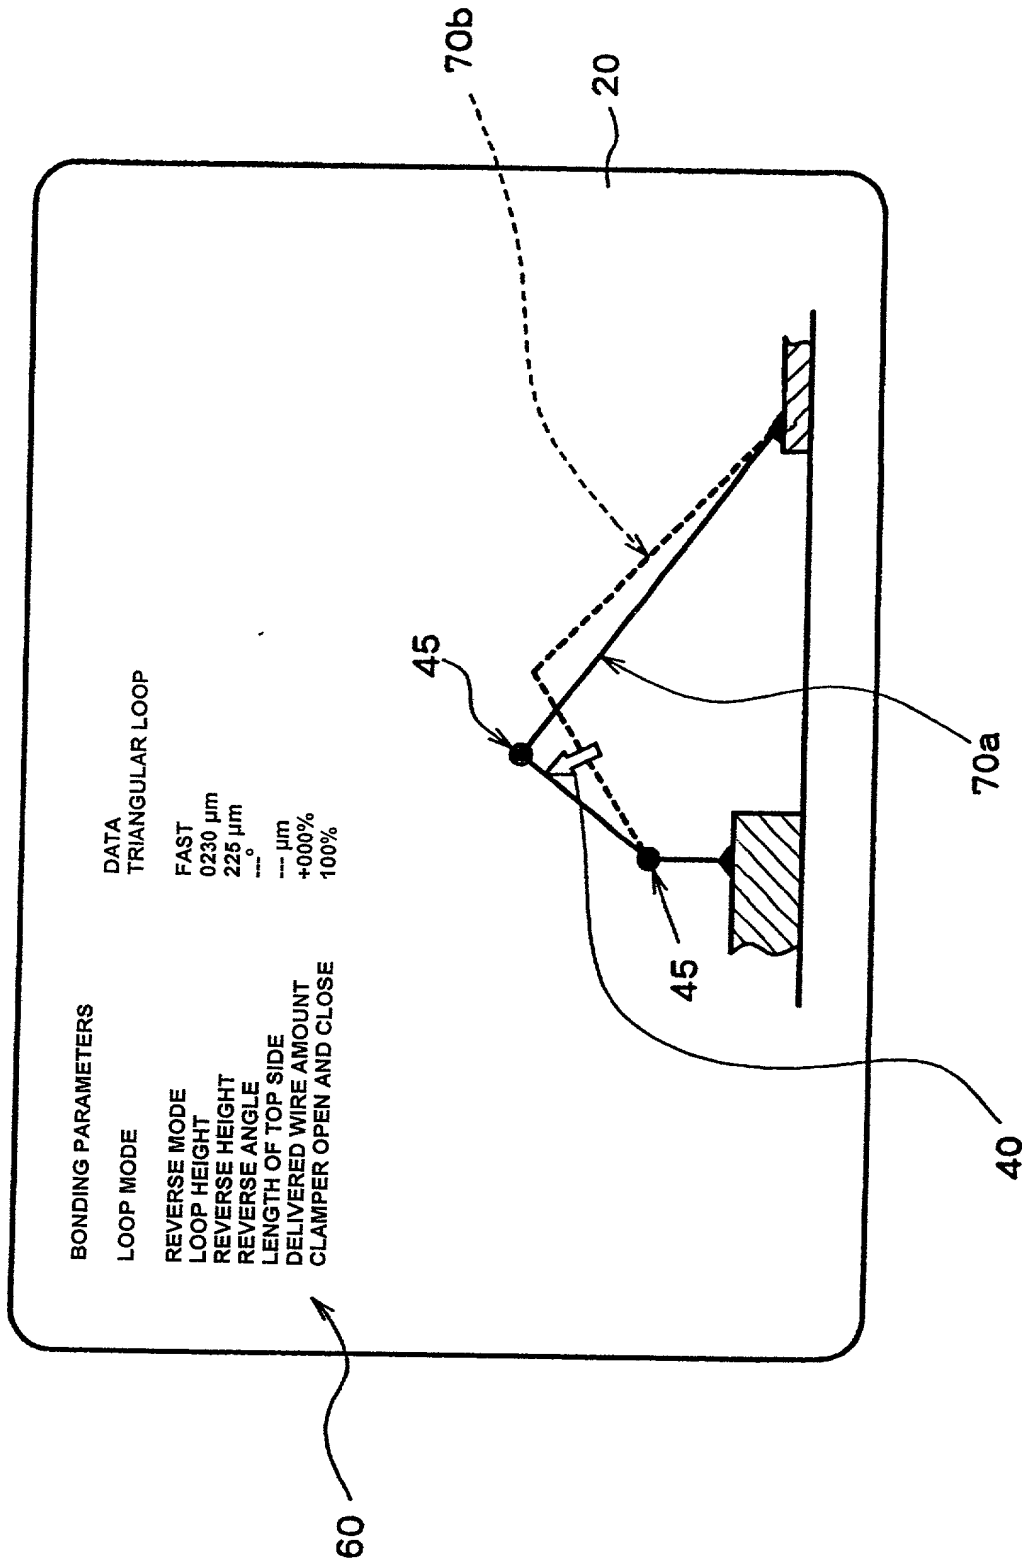 BONDING PARAMETERS
DATA
LOOP MODE TRIANGULAR LOOP
REVERSE MODE FAST
LOOP HEIGHT 0230 µm
REVERSE HEIGHT 225 µm
REVERSE ANGLE ---°
LENGTH OF TOP SIDE --- µm
DELIVERED WIRE AMOUNT +000%
CLAMPER OPEN AND CLOSE 100%
60
45
45
40
70a
70b
20